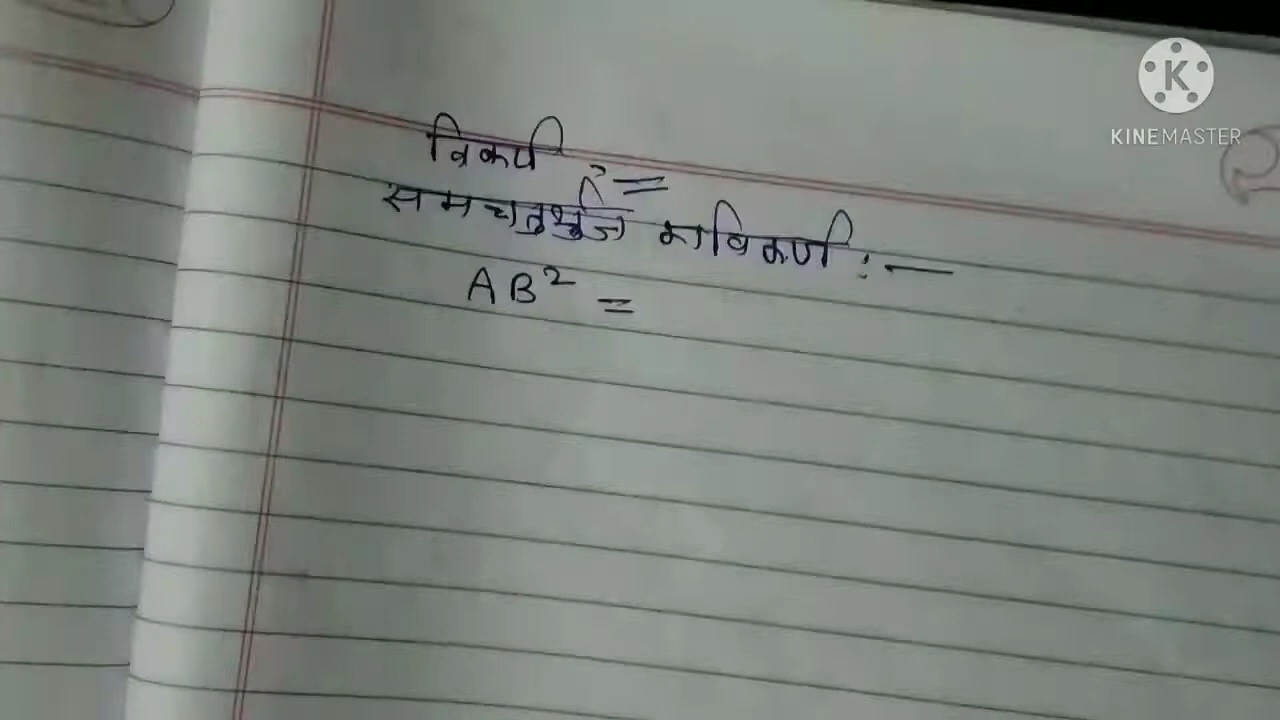 विकर्ण =
समचतुर्भुज का विकर्ण : —
AB² =
KINEMASTER